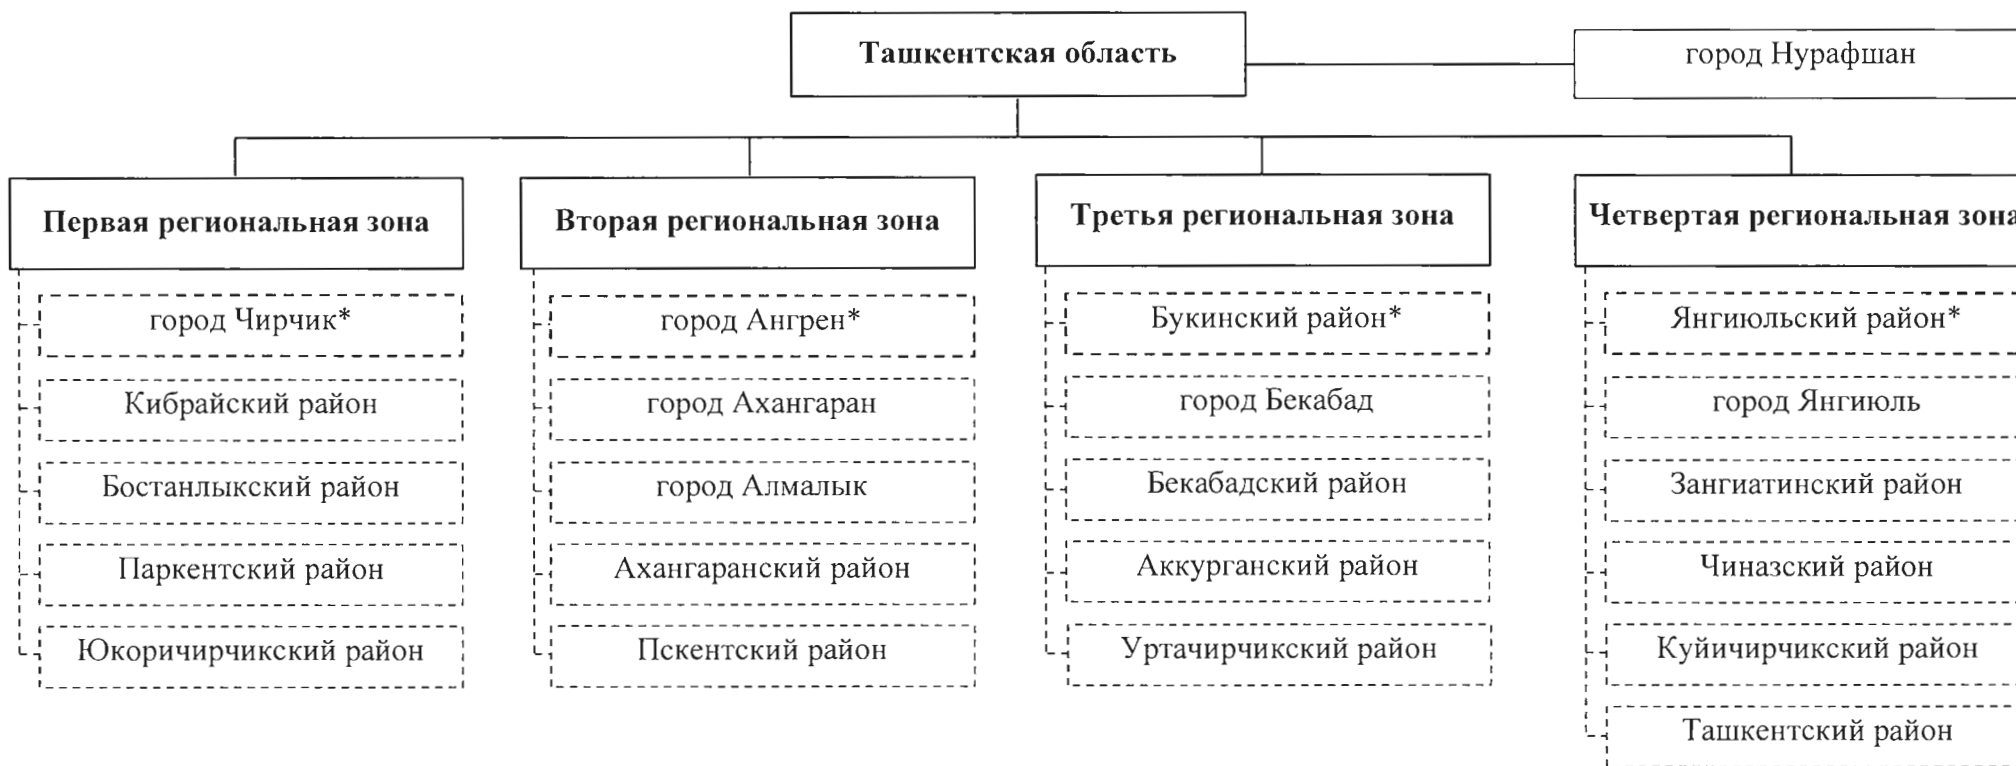 Ташкентская область
город Нурафшан
Первая региональная зона
город Чирчик*
Кибрайский район
Бостанлыкский район
Паркентский район
Юкоричирчикский район
Вторая региональная зона
город Ангрен*
город Ахангаран
город Алмалык
Ахангаранский район
Пскентский район
Третья региональная зона
Букинский район*
город Бекабад
Бекабадский район
Аккурганский район
Уртачирчикский район
Четвертая региональная зона
Янгиюльский район*
город Янгиюль
Зангиатинский район
Чиназский район
Куйичирчикский район
Ташкентский район